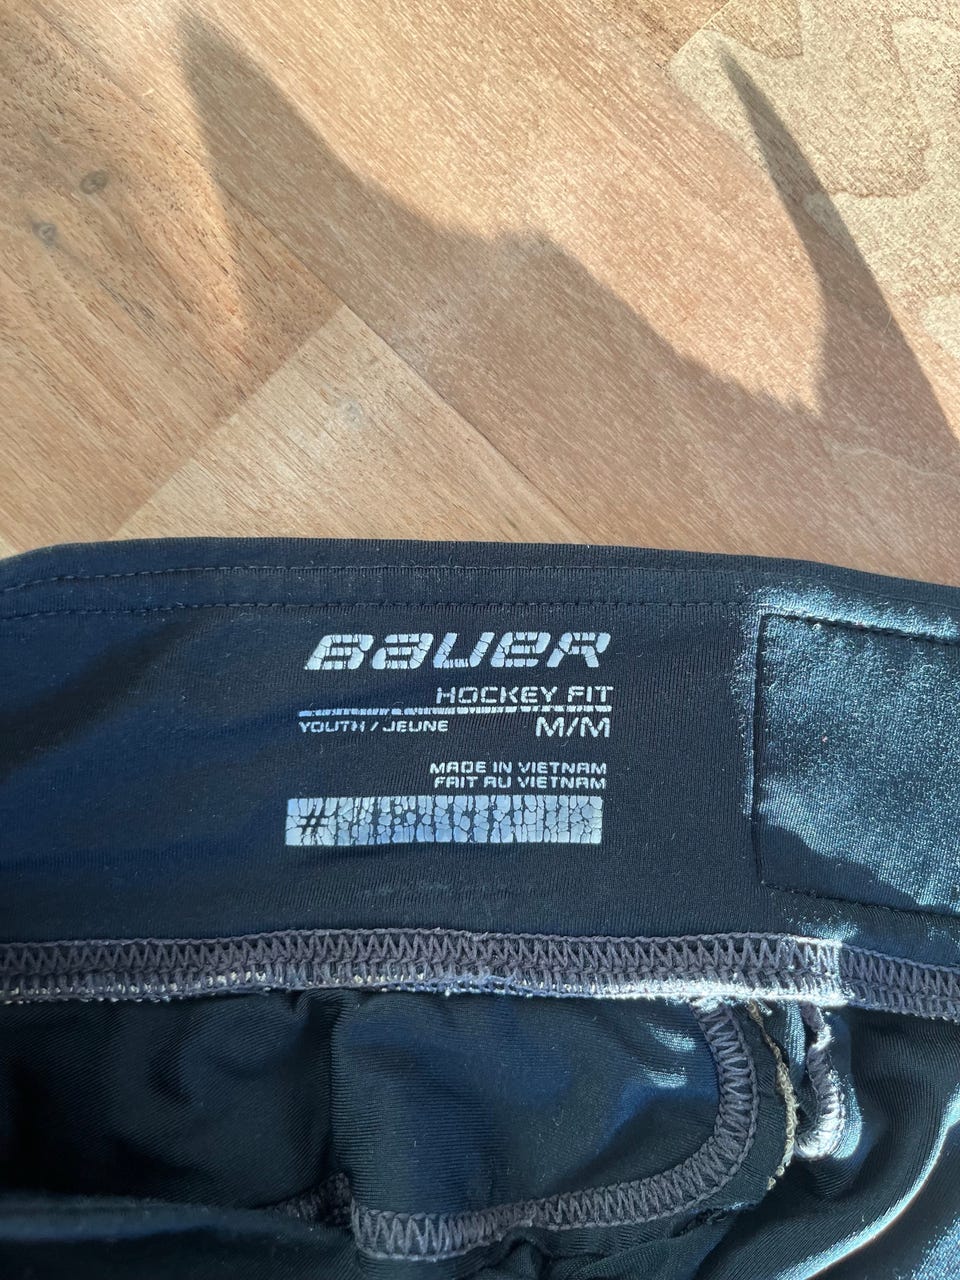 BAUER
HOCKEY FIT
YOUTH / JEUNE M/M
MADE IN VIETNAM
FAIT AU VIETNAM
#